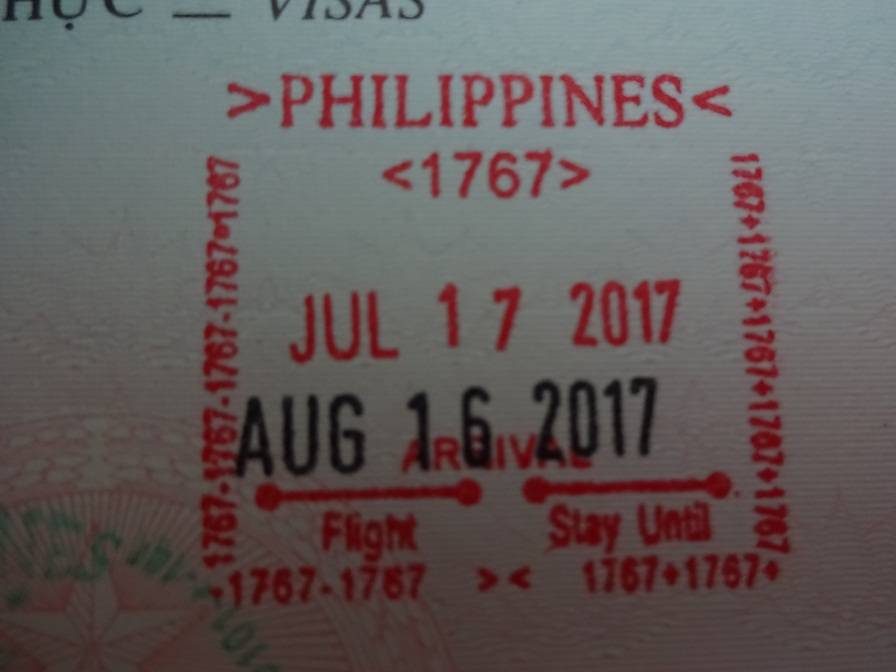 HỰC — VISAS
>PHILIPPINES<
<1767>
1767-1767-1767-1767-1767
1767+1767+1767+1767+1767
JUL 17 2017
AUG 16 2017
ARRIVAL
Flight Stay Until
-1767-1767 >< 1767+1767+